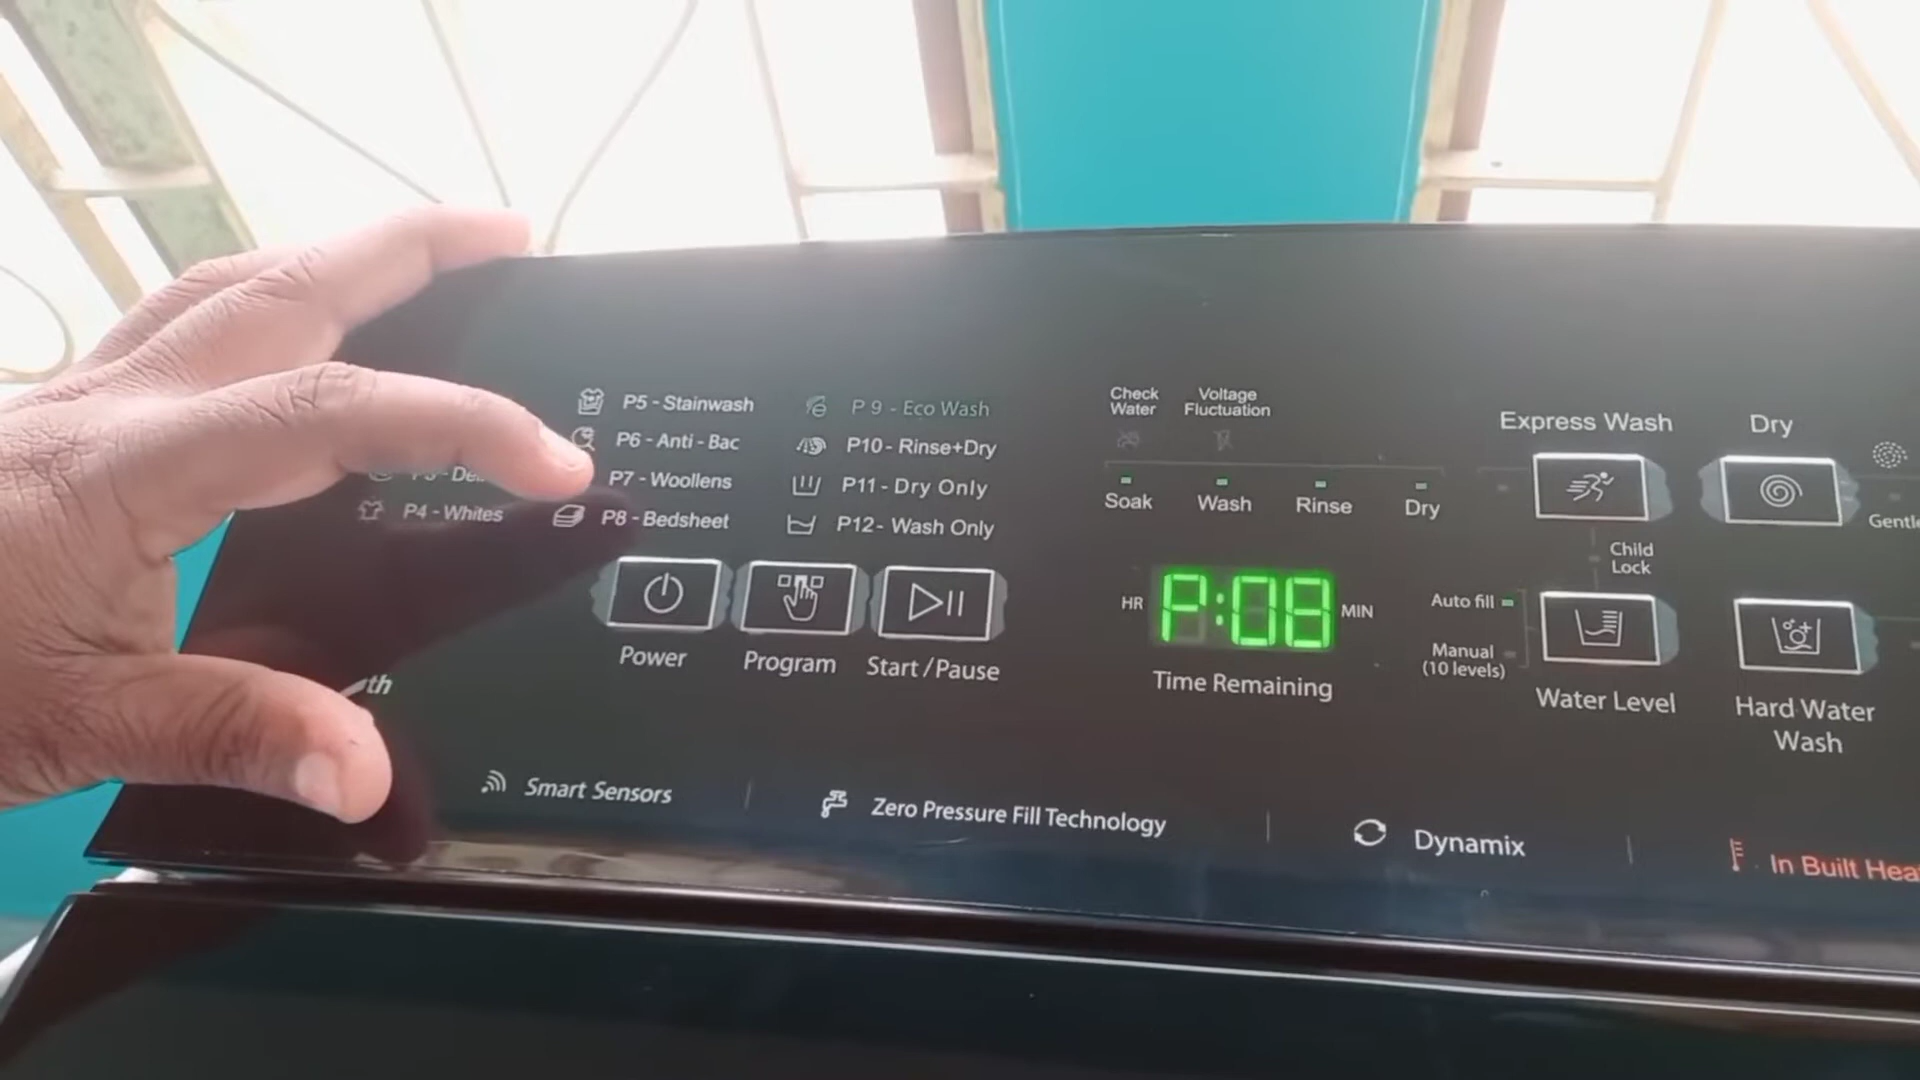 P5 - Stainwash
P6 - Anti - Bac
P7 - Woollens
P4 - Whites
P8 - Bedsheet
P 9 - Eco Wash
P10 - Rinse+Dry
P11 - Dry Only
P12 - Wash Only
Power
Program
Start / Pause
Check
Water
Voltage
Fluctuation
Soak
Wash
Rinse
Dry
HR
P:08
MIN
Time Remaining
Express Wash
Dry
Child
Lock
Auto fill
Manual
(10 levels)
Water Level
Hard Water
Wash
Smart Sensors
Zero Pressure Fill Technology
Dynamix
In Built